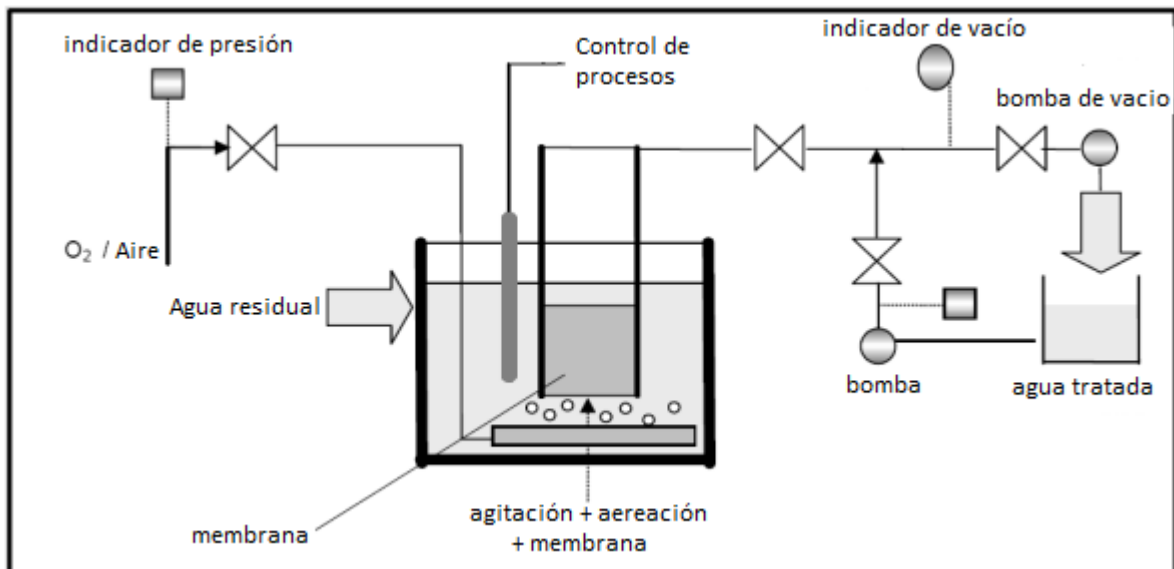 indicador de presión
Control de
procesos
indicador de vacío
bomba de vacio
O₂ / Aire
Agua residual
bomba
agua tratada
membrana
agitación + aereación
+ membrana